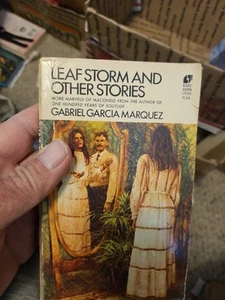 LEAF STORM AND
OTHER STORIES
MORE MARVELS OF MACONDO FROM THE AUTHOR OF
ONE HUNDRED YEARS OF SOLITUDE
GABRIEL GARCIA MARQUEZ